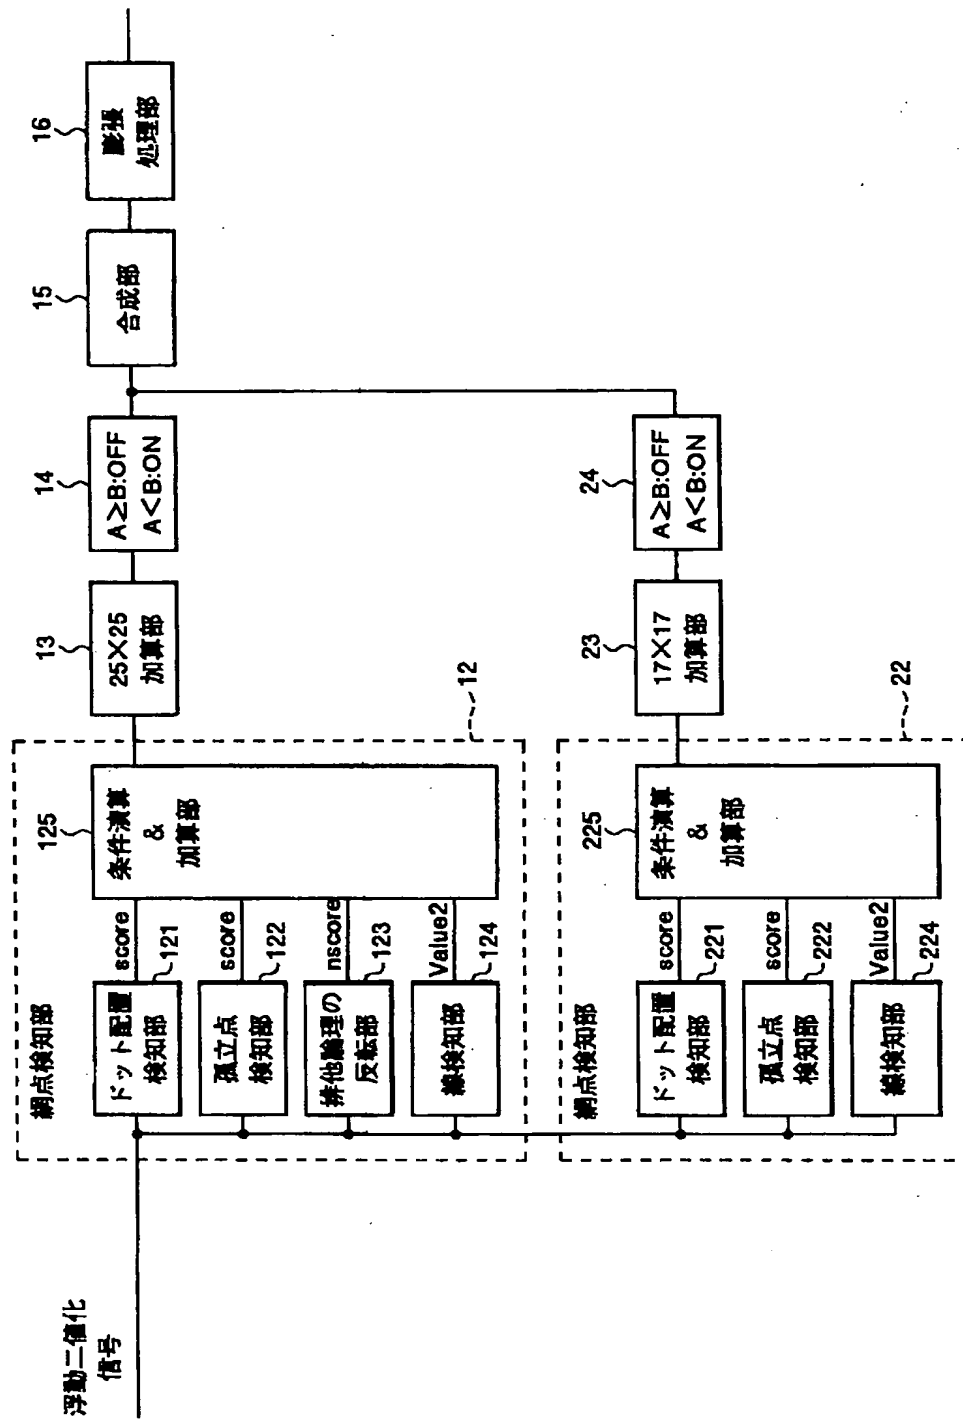 浮動二値化
信号
網点検知部
ドット配置
検知部
121
score
孤立点
検知部
122
score
排他論理の
反転部
123
nscore
線検知部
124
Value2
条件演算
&
加算部
125
12
25×25
加算部
13
A≥B:OFF
A<B:ON
14
合成部
15
膨張
処理部
16
網点検知部
ドット配置
検知部
221
score
孤立点
検知部
222
score
線検知部
224
Value2
条件演算
&
加算部
225
22
17×17
加算部
23
A≥B:OFF
A<B:ON
24